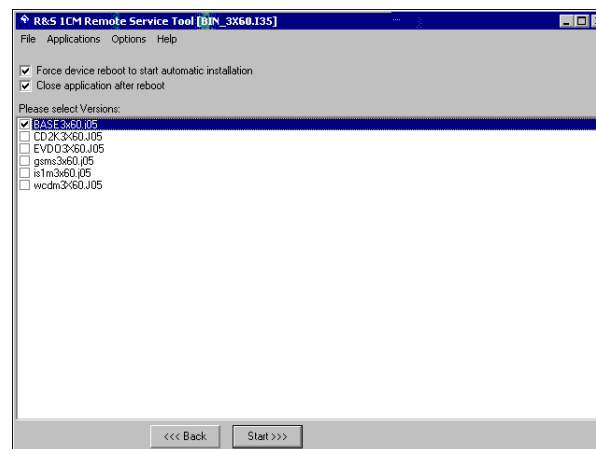 R&S 1CM Remote Service Tool [BIN_3X60.I35]
File Applications Options Help
Force device reboot to start automatic installation
Close application after reboot
Please select Versions:
BASE3x60.j05
CD2K3X60.J05
EVDO3X60.J05
gsms3x60.j05
is1m3x60.j05
wcdm3X60.J05
<<< Back Start >>>